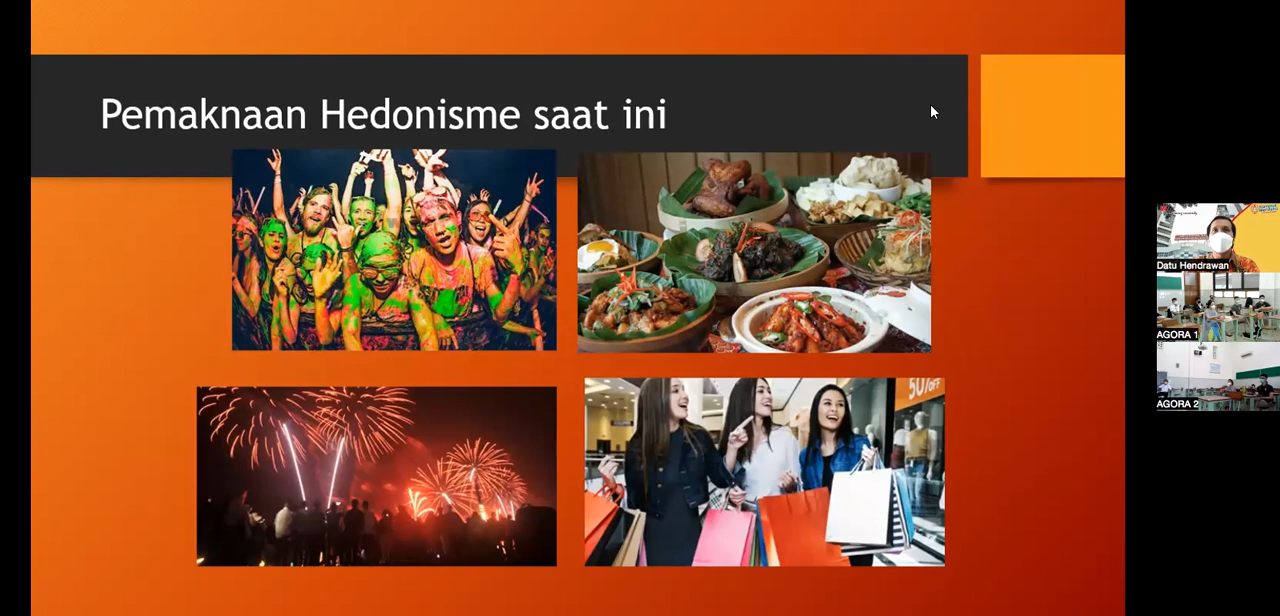 Pemaknaan Hedonisme saat ini
50% OFF
Datu Hendrawan
AGORA 1
AGORA 2